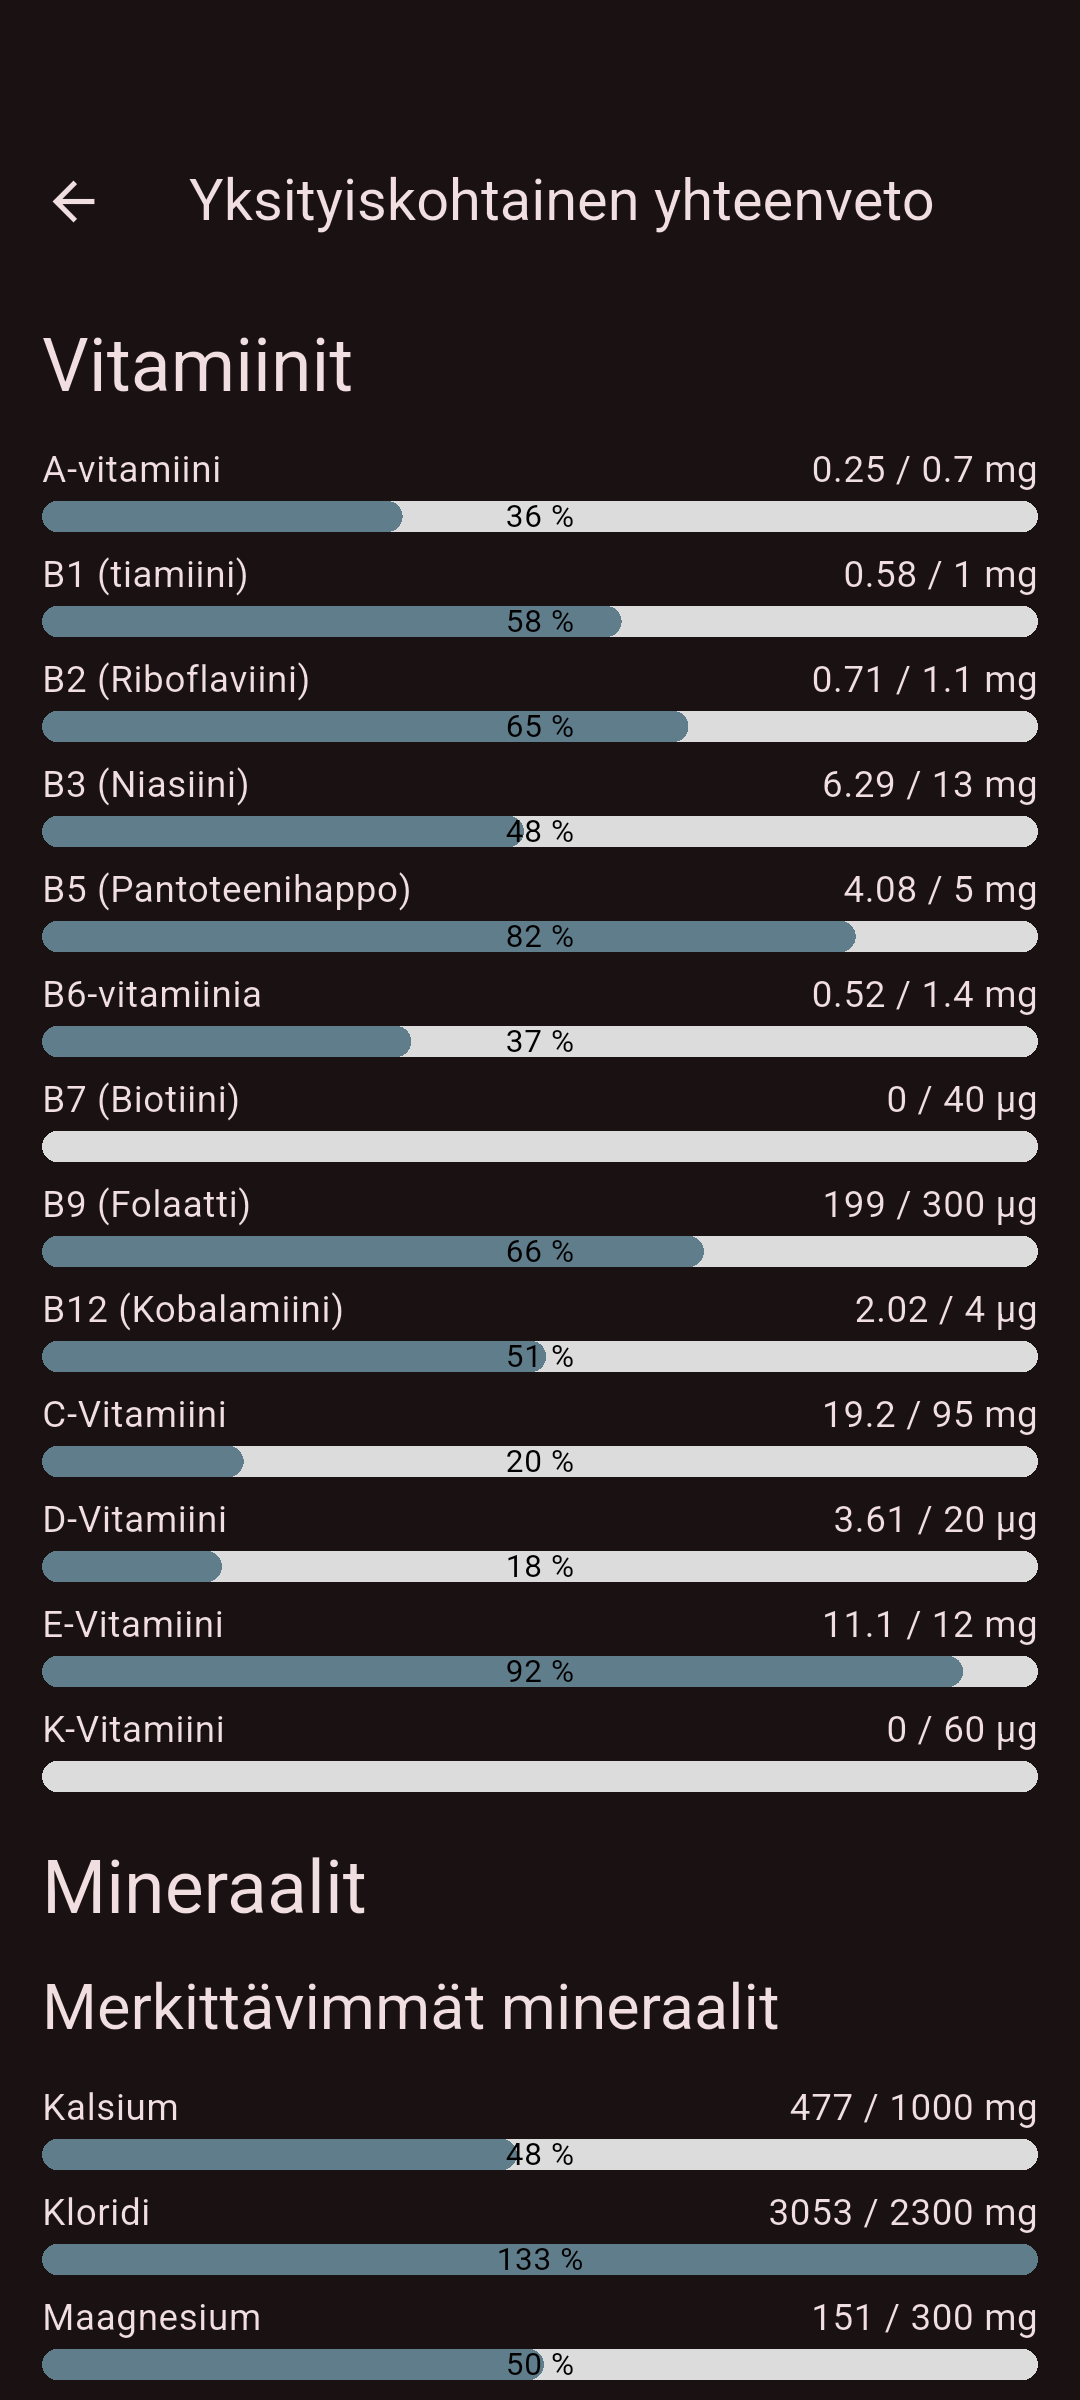 Yksityiskohtainen yhteenveto
Vitamiinit
A-vitamiini 0.25 / 0.7 mg
36 %
B1 (tiamiini) 0.58 / 1 mg
58 %
B2 (Riboflaviini) 0.71 / 1.1 mg
65 %
B3 (Niasiini) 6.29 / 13 mg
48 %
B5 (Pantoteenihappo) 4.08 / 5 mg
82 %
B6-vitamiinia 0.52 / 1.4 mg
37 %
B7 (Biotiini) 0 / 40 µg
B9 (Folaatti) 199 / 300 µg
66 %
B12 (Kobalamiini) 2.02 / 4 µg
51 %
C-Vitamiini 19.2 / 95 mg
20 %
D-Vitamiini 3.61 / 20 µg
18 %
E-Vitamiini 11.1 / 12 mg
92 %
K-Vitamiini 0 / 60 µg
Mineraalit
Merkittävimmät mineraalit
Kalsium 477 / 1000 mg
48 %
Kloridi 3053 / 2300 mg
133 %
Maagnesium 151 / 300 mg
50 %